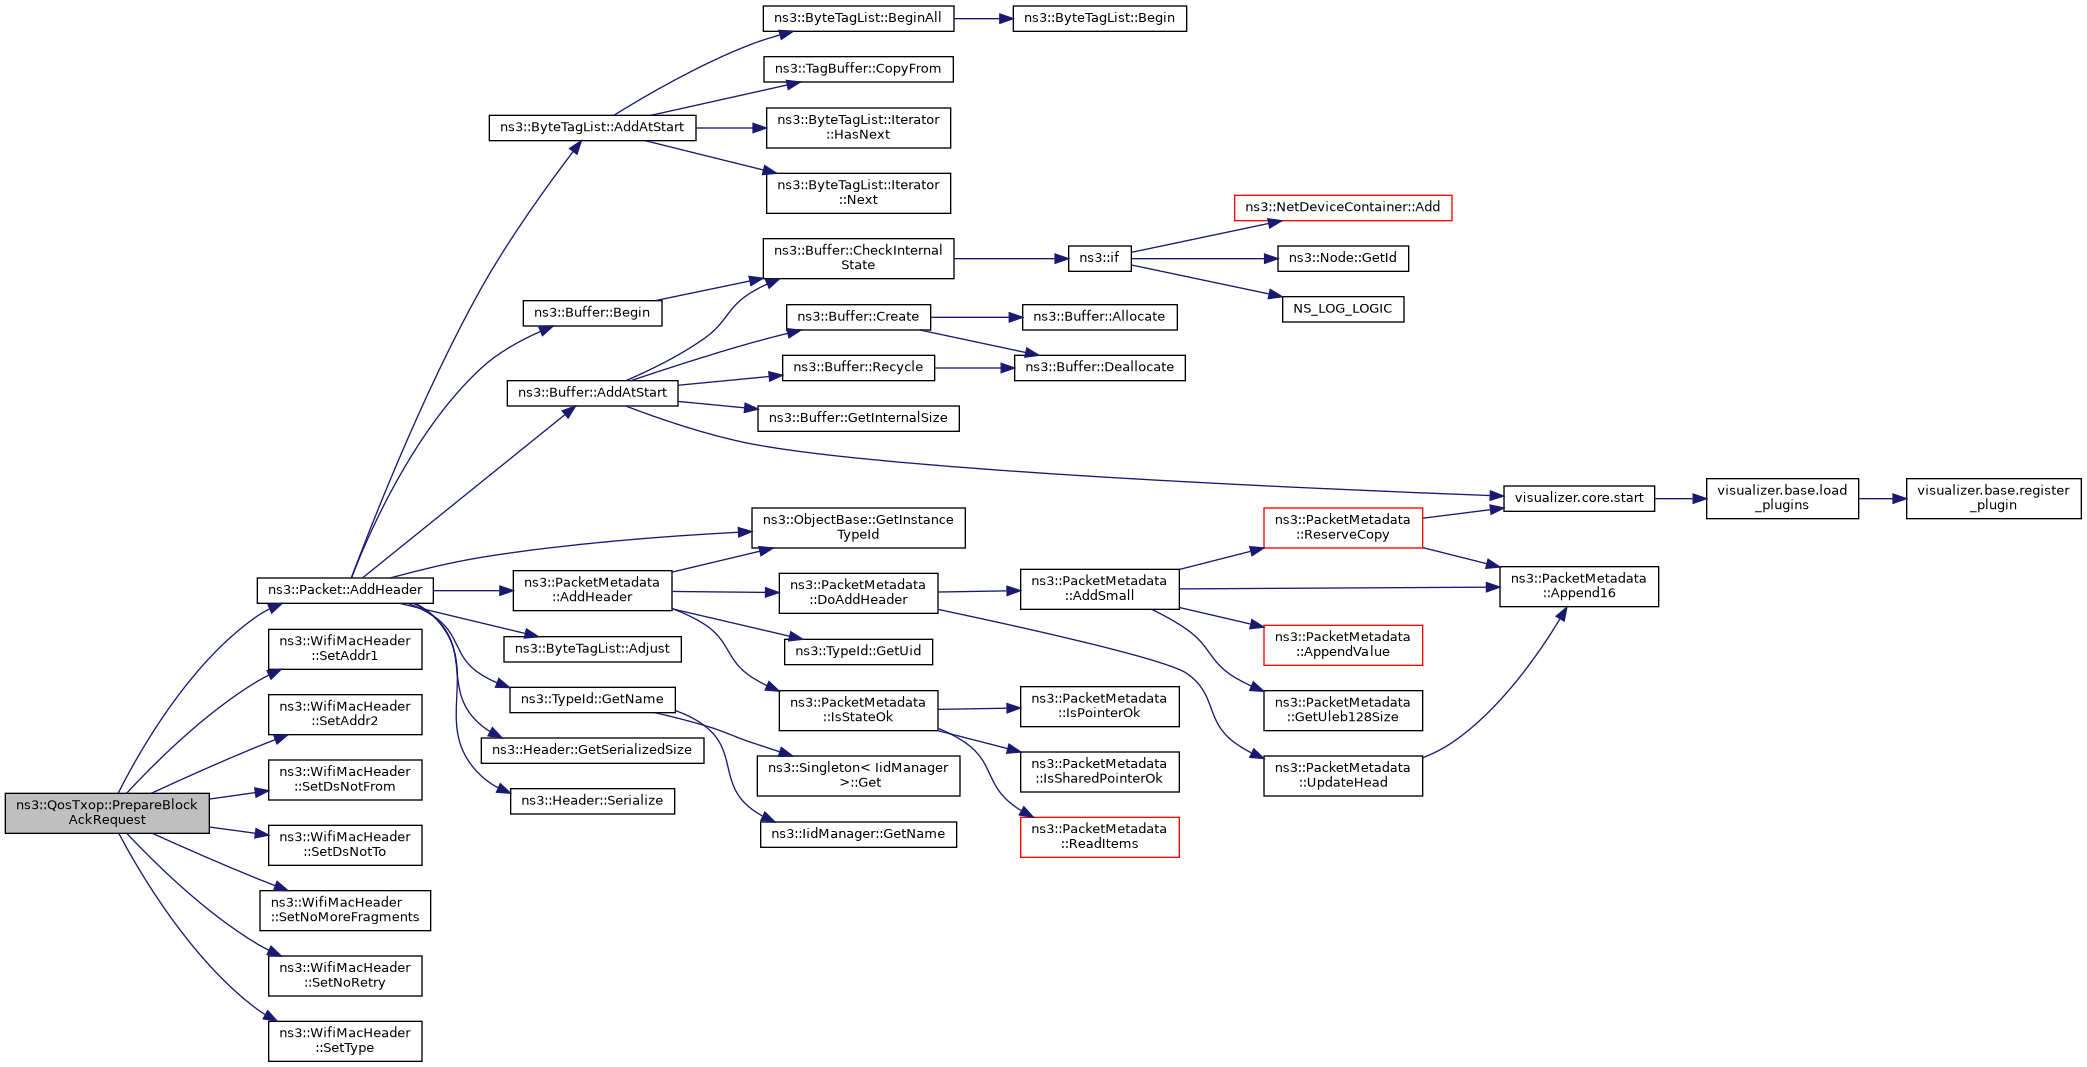 ns3::QosTxop::PrepareBlock
AckRequest
ns3::Packet::AddHeader
ns3::WifiMacHeader
::SetAddr1
ns3::WifiMacHeader
::SetAddr2
ns3::WifiMacHeader
::SetDsNotFrom
ns3::WifiMacHeader
::SetDsNotTo
ns3::WifiMacHeader
::SetNoMoreFragments
ns3::WifiMacHeader
::SetNoRetry
ns3::WifiMacHeader
::SetType
ns3::ByteTagList::AddAtStart
ns3::Buffer::Begin
ns3::Buffer::AddAtStart
ns3::PacketMetadata
::AddHeader
ns3::ByteTagList::Adjust
ns3::TypeId::GetName
ns3::Header::GetSerializedSize
ns3::Header::Serialize
ns3::ByteTagList::BeginAll
ns3::TagBuffer::CopyFrom
ns3::ByteTagList::Iterator
::HasNext
ns3::ByteTagList::Iterator
::Next
ns3::Buffer::CheckInternal
State
ns3::Buffer::Create
ns3::Buffer::Recycle
ns3::Buffer::GetInternalSize
ns3::ObjectBase::GetInstance
TypeId
ns3::PacketMetadata
::DoAddHeader
ns3::TypeId::GetUid
ns3::PacketMetadata
::IsStateOk
ns3::Singleton< IidManager
>::Get
ns3::IidManager::GetName
ns3::ByteTagList::Begin
ns3::if
ns3::Buffer::Allocate
ns3::Buffer::Deallocate
ns3::PacketMetadata
::AddSmall
ns3::PacketMetadata
::IsPointerOk
ns3::PacketMetadata
::IsSharedPointerOk
ns3::PacketMetadata
::ReadItems
ns3::NetDeviceContainer::Add
ns3::Node::GetId
NS_LOG_LOGIC
ns3::PacketMetadata
::ReserveCopy
ns3::PacketMetadata
::AppendValue
ns3::PacketMetadata
::GetUleb128Size
ns3::PacketMetadata
::UpdateHead
visualizer.core.start
ns3::PacketMetadata
::Append16
visualizer.base.load
_plugins
visualizer.base.register
_plugin